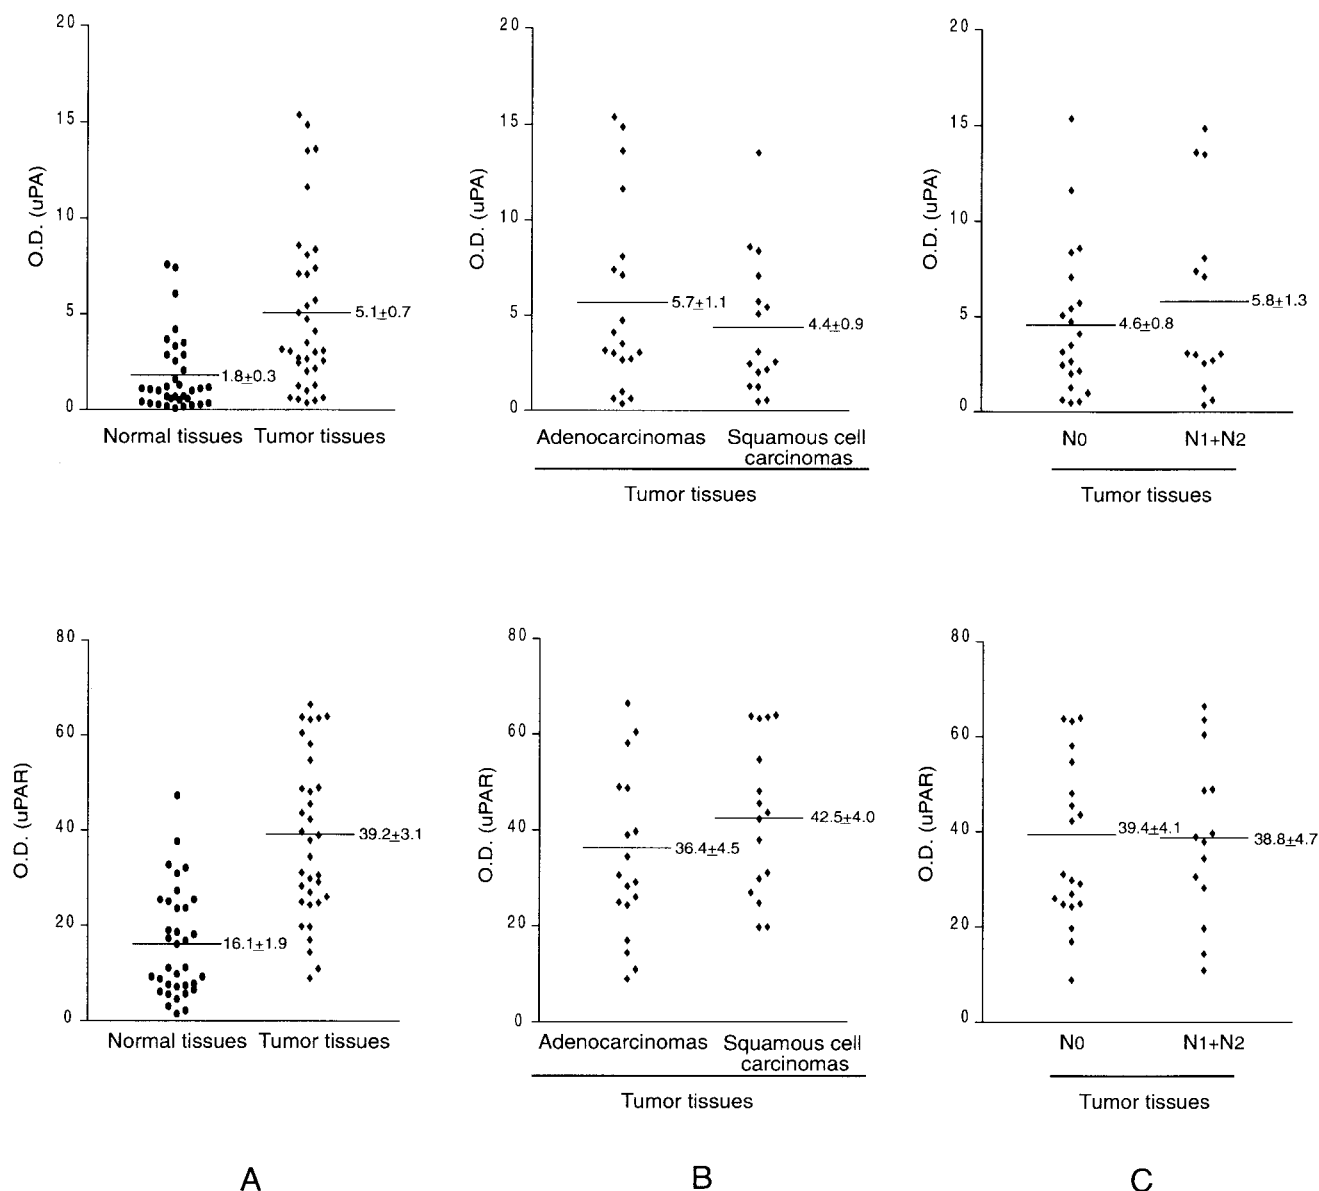 20
15
10
5
0
O.D. (uPA)
1.8±0.3
5.1±0.7
Normal tissues Tumor tissues
20
15
10
5
0
O.D. (uPA)
5.7±1.1
4.4±0.9
Adenocarcinomas Squamous cell
carcinomas
Tumor tissues
20
15
10
5
0
O.D. (uPA)
4.6±0.8
5.8±1.3
N0 N1+N2
Tumor tissues
80
60
40
20
0
O.D. (uPAR)
16.1±1.9
39.2±3.1
Normal tissues Tumor tissues
80
60
40
20
0
O.D. (uPAR)
36.4±4.5
42.5±4.0
Adenocarcinomas Squamous cell
carcinomas
Tumor tissues
80
60
40
20
0
O.D. (uPAR)
39.4±4.1
38.8±4.7
N0 N1+N2
Tumor tissues
A B C